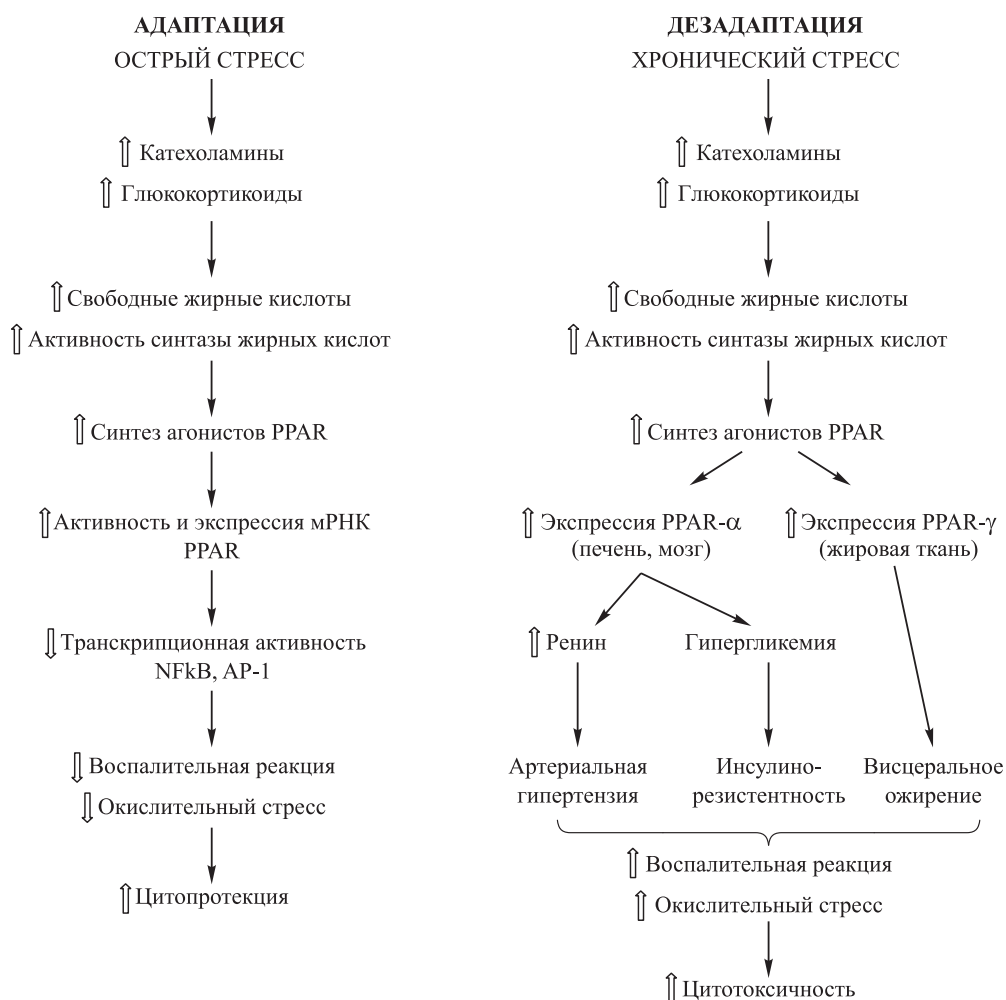 АДАПТАЦИЯ
ОСТРЫЙ СТРЕСС
⇑ Катехоламины
⇑ Глюкокортикоиды
⇑ Свободные жирные кислоты
⇑ Активность синтазы жирных кислот
⇑ Синтез агонистов PPAR
⇑ Активность и экспрессия мРНК
PPAR
⇓ Транскрипционная активность
NFkB, AP-1
⇓ Воспалительная реакция
⇓ Окислительный стресс
⇑ Цитопротекция
ДЕЗАДАПТАЦИЯ
ХРОНИЧЕСКИЙ СТРЕСС
⇑ Катехоламины
⇑ Глюкокортикоиды
⇑ Свободные жирные кислоты
⇑ Активность синтазы жирных кислот
⇑ Синтез агонистов PPAR
⇑ Экспрессия PPAR-α
(печень, мозг)
⇑ Экспрессия PPAR-γ
(жировая ткань)
⇑ Ренин
Гипергликемия
Артериальная
гипертензия
Инсулино-
резистентность
Висцеральное
ожирение
⇑ Воспалительная реакция
⇑ Окислительный стресс
⇑ Цитотоксичность